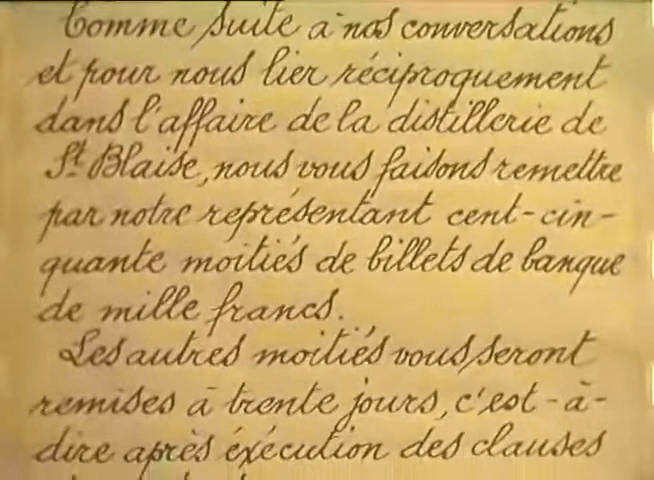 Comme suite à nos conversations
et pour nous lier réciproquement
dans l'affaire de la distillerie de
St Blaise, nous vous faisons remettre
par notre représentant cent-cin-
quante moitiés de billets de banque
de mille francs.
Les autres moitiés vous seront
remises à trente jours, c'est-à-
dire après éxécution des clauses